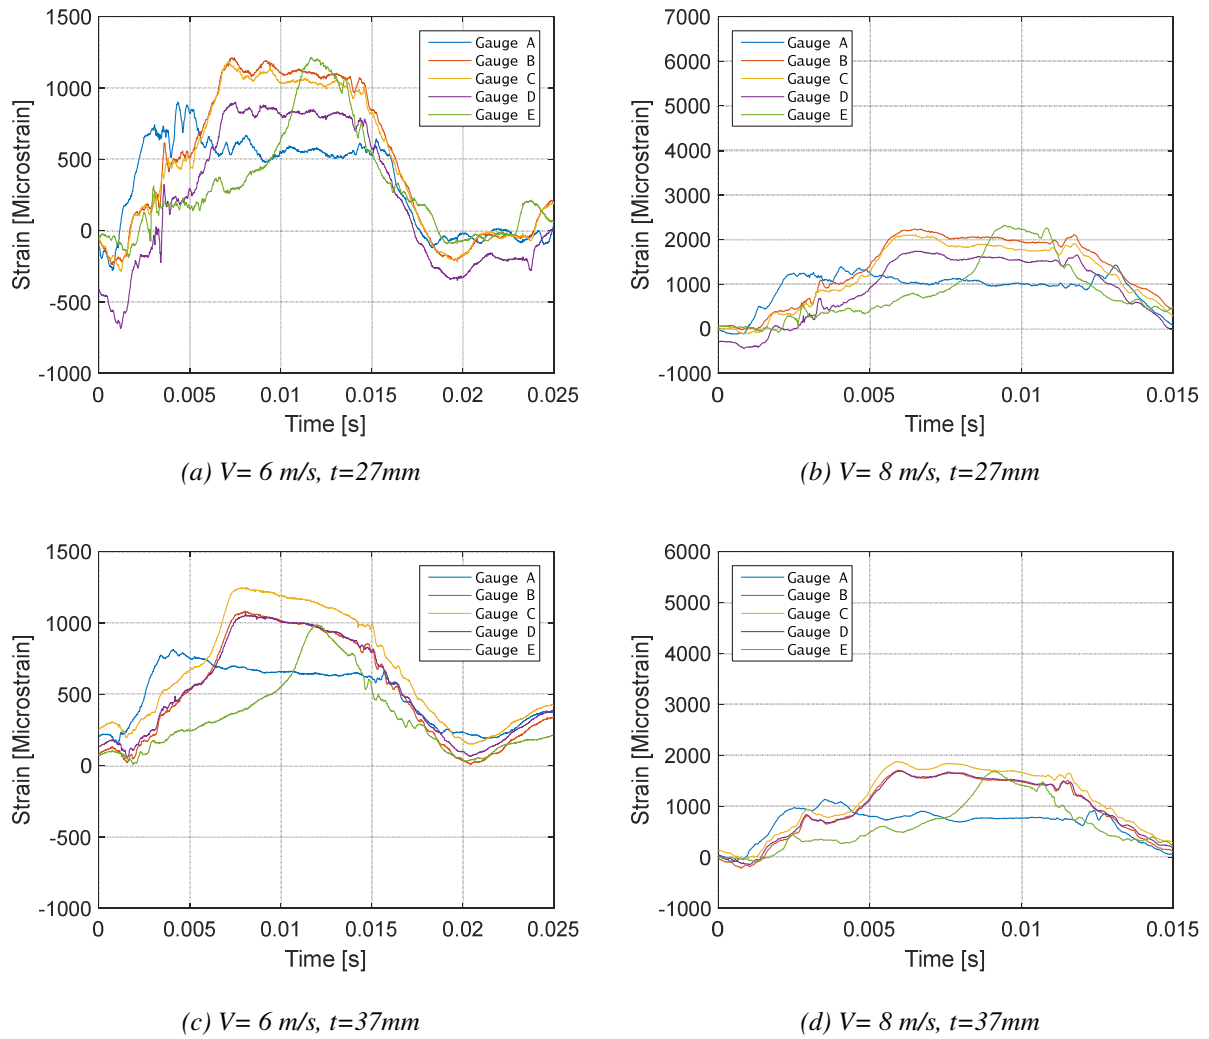 1500
1000
500
0
-500
-1000
Strain [Microstrain]
Gauge A
Gauge B
Gauge C
Gauge D
Gauge E
0
0.005
0.01
0.015
0.02
0.025
Time [s]
(a) V= 6 m/s, t=27mm
7000
6000
5000
4000
3000
2000
1000
0
-1000
Strain [Microstrain]
Gauge A
Gauge B
Gauge C
Gauge D
Gauge E
0
0.005
0.01
0.015
Time [s]
(b) V= 8 m/s, t=27mm
1500
1000
500
0
-500
-1000
Strain [Microstrain]
Gauge A
Gauge B
Gauge C
Gauge D
Gauge E
0
0.005
0.01
0.015
0.02
0.025
Time [s]
(c) V= 6 m/s, t=37mm
6000
5000
4000
3000
2000
1000
0
-1000
Strain [Microstrain]
Gauge A
Gauge B
Gauge C
Gauge D
Gauge E
0
0.005
0.01
0.015
Time [s]
(d) V= 8 m/s, t=37mm